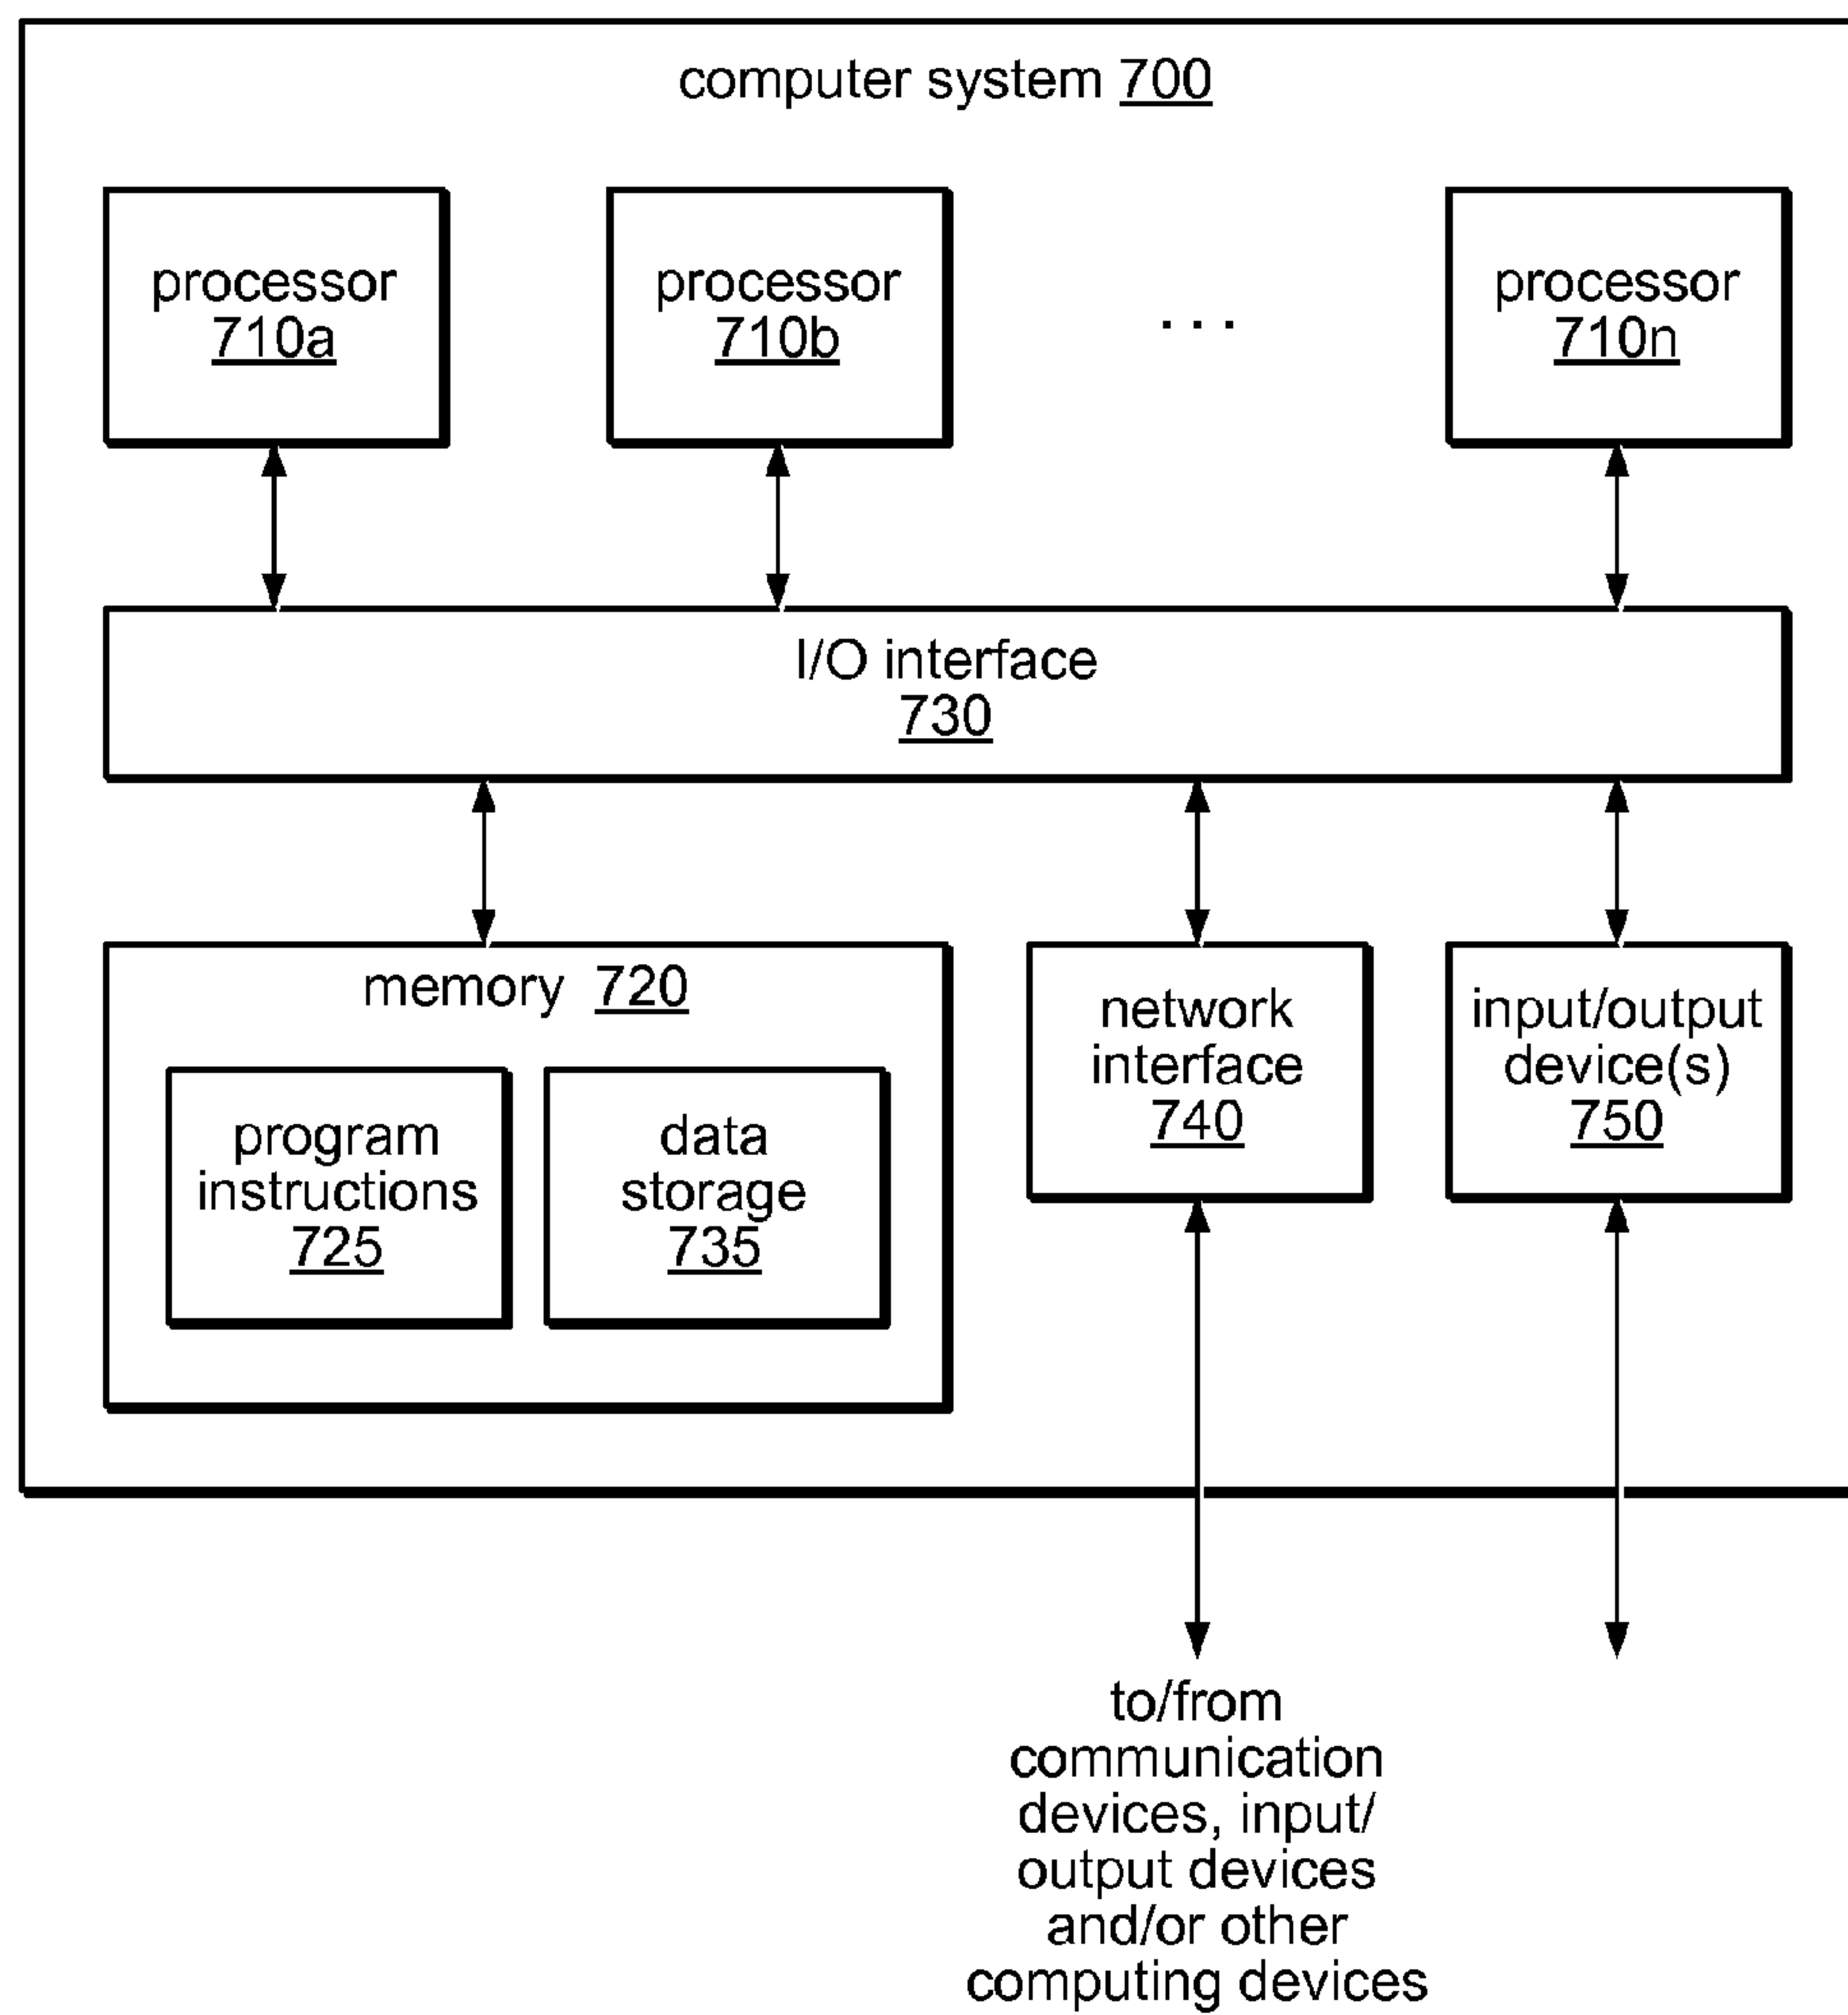 computer system 700
processor
710a
processor
710b
. . .
processor
710n
I/O interface
730
memory 720
program
instructions
725
data
storage
735
network
interface
740
input/output
device(s)
750
to/from
communication
devices, input/
output devices
and/or other
computing devices